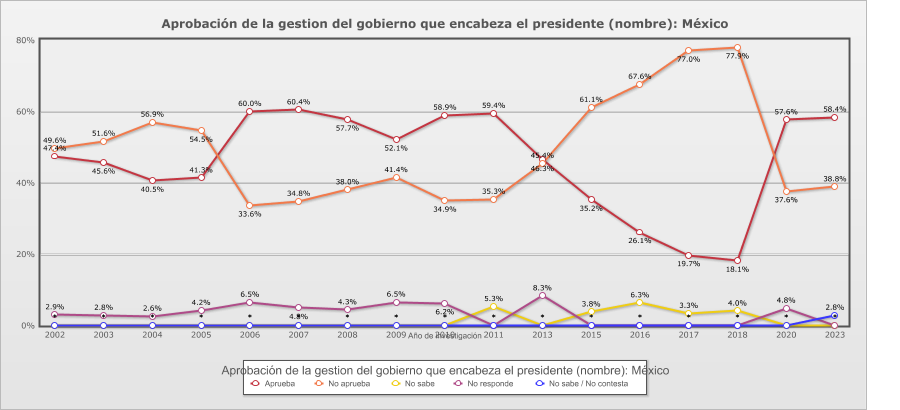 Aprobación de la gestion del gobierno que encabeza el presidente (nombre): México
80%
60%
40%
20%
0%
49.6% 51.6% 56.9% 54.5% 33.6% 34.8% 38.0% 41.4% 34.9% 35.3% 45.4% 61.1% 67.6% 77.0% 77.9% 37.6% 38.8%
47.4% 45.6% 40.5% 41.3% 60.0% 60.4% 57.7% 52.1% 58.9% 59.4% 46.3% 35.2% 26.1% 19.7% 18.1% 57.6% 58.4%
2.9% 2.8% 2.6% 4.2% 6.5% 4.8% 4.3% 6.5% 6.2% 5.3% 8.3% 3.8% 6.3% 3.3% 4.0% 4.8% 2.8%
* * * * * * * * * * * * * * * * *
2002 2003 2004 2005 2006 2007 2008 2009 2010 2011 2013 2015 2016 2017 2018 2020 2023
Año de investigación
Aprobación de la gestion del gobierno que encabeza el presidente (nombre): México
Aprueba No aprueba No sabe No responde No sabe / No contesta